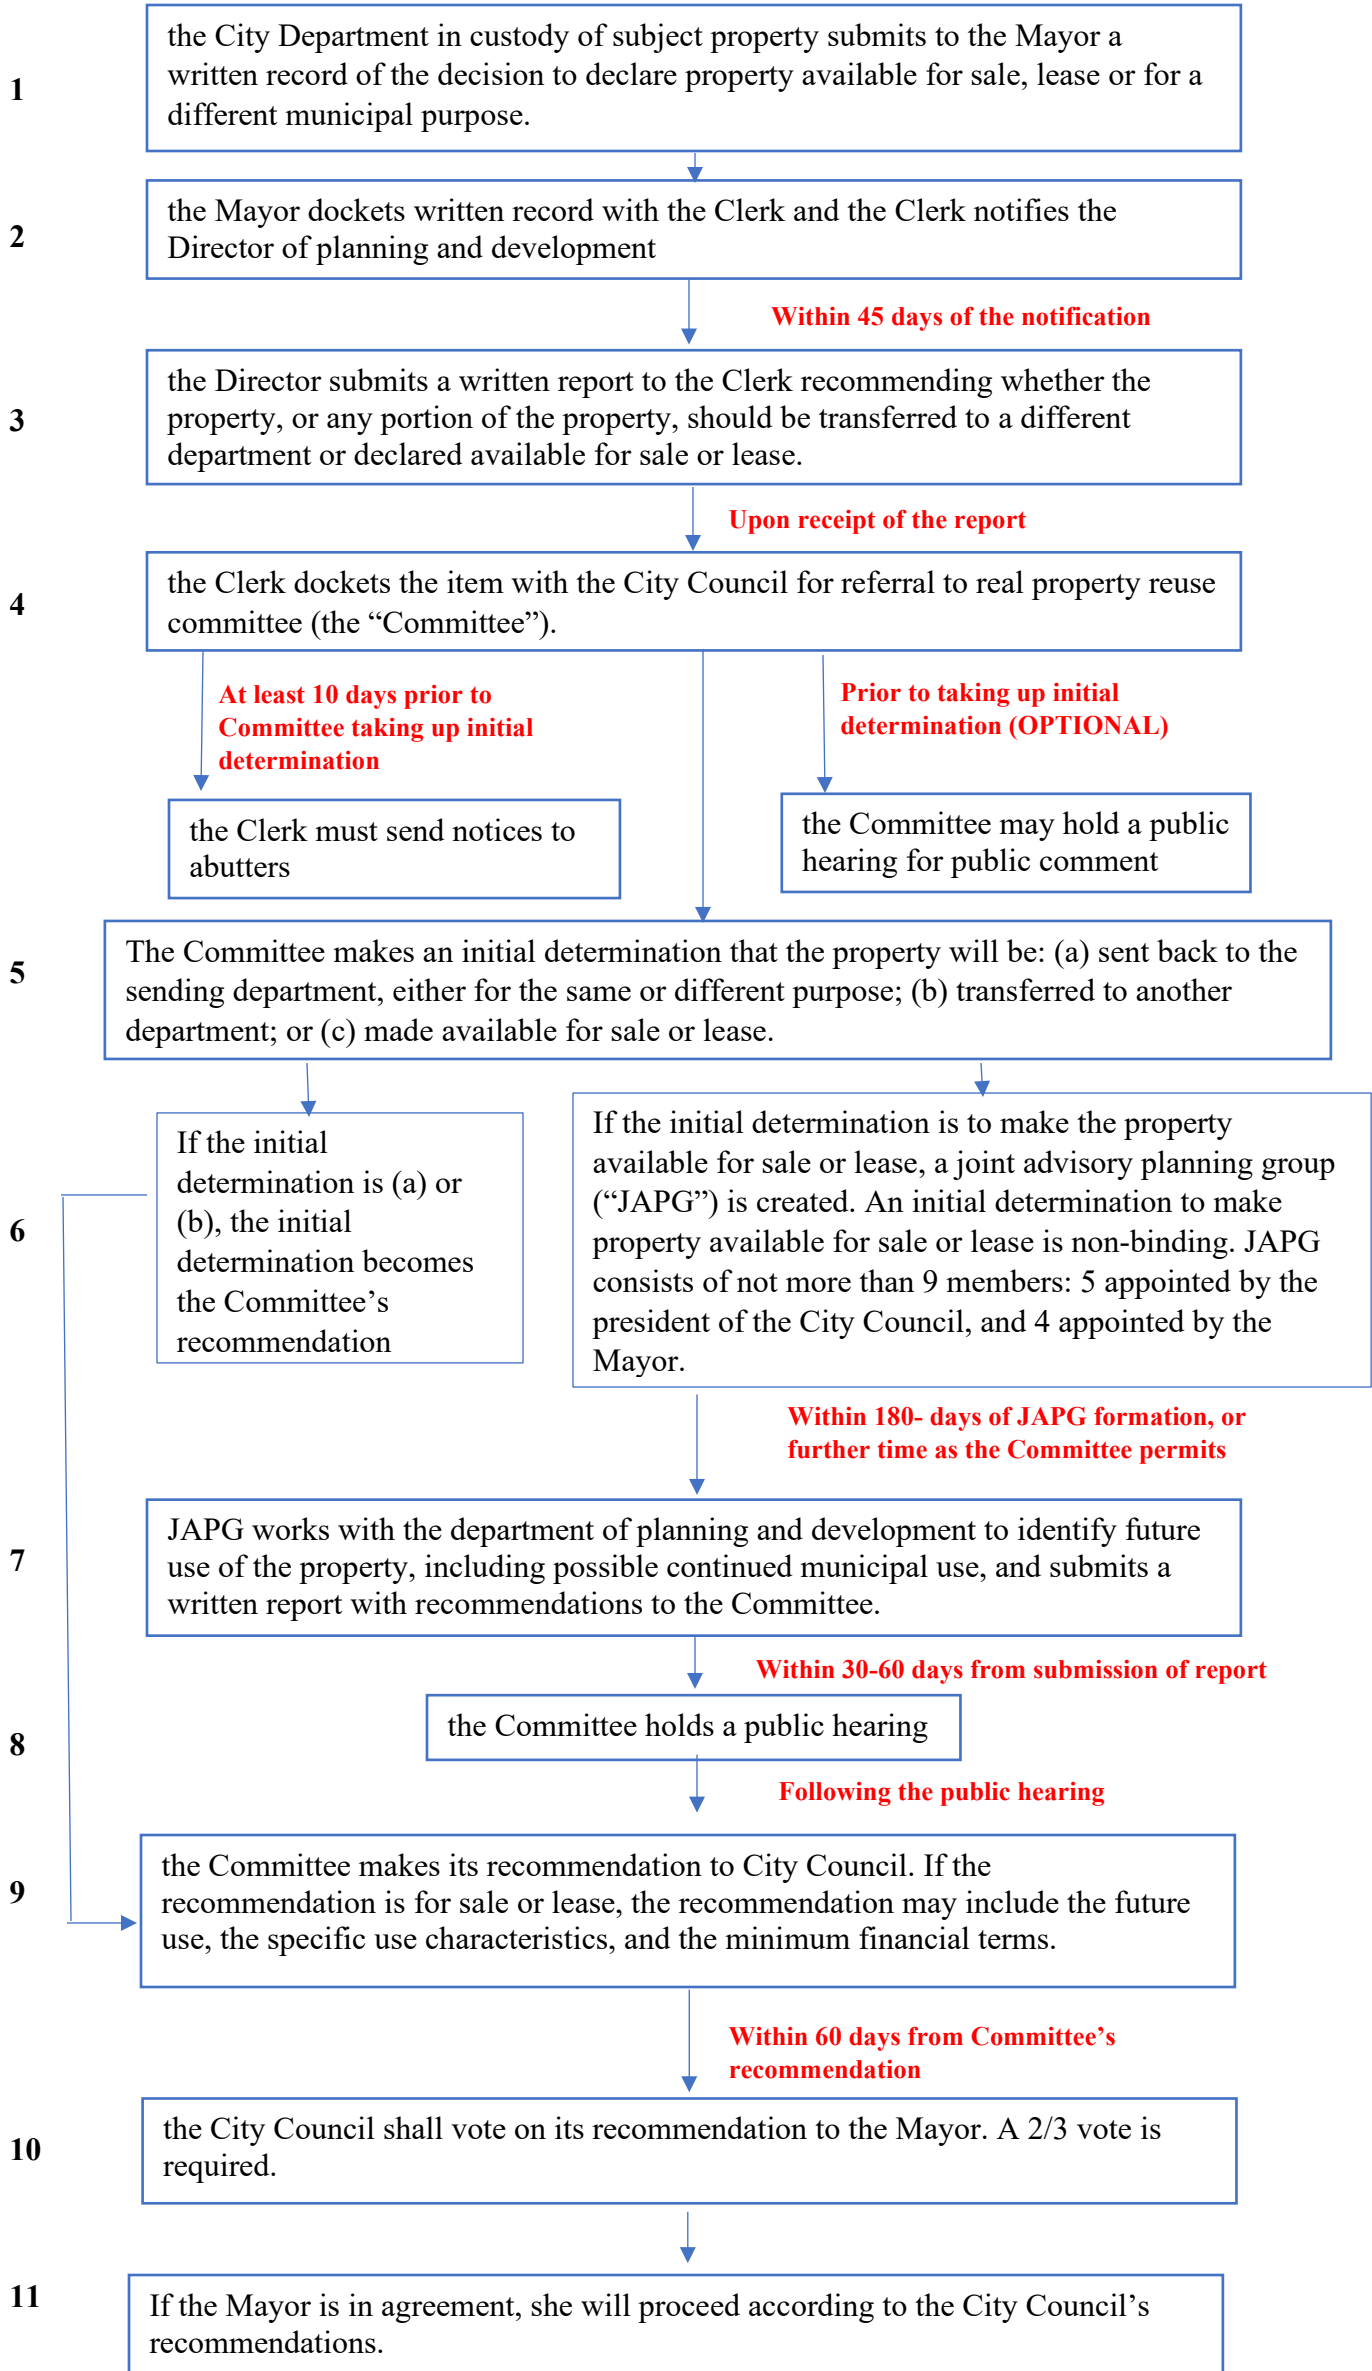 1
the City Department in custody of subject property submits to the Mayor a
written record of the decision to declare property available for sale, lease or for a
different municipal purpose.
2
the Mayor dockets written record with the Clerk and the Clerk notifies the
Director of planning and development
Within 45 days of the notification
3
the Director submits a written report to the Clerk recommending whether the
property, or any portion of the property, should be transferred to a different
department or declared available for sale or lease.
Upon receipt of the report
4
the Clerk dockets the item with the City Council for referral to real property reuse
committee (the “Committee”).
At least 10 days prior to
Committee taking up initial
determination
Prior to taking up initial
determination (OPTIONAL)
the Clerk must send notices to
abutters
the Committee may hold a public
hearing for public comment
5
The Committee makes an initial determination that the property will be: (a) sent back to the
sending department, either for the same or different purpose; (b) transferred to another
department; or (c) made available for sale or lease.
6
If the initial
determination is (a) or
(b), the initial
determination becomes
the Committee’s
recommendation
If the initial determination is to make the property
available for sale or lease, a joint advisory planning group
(“JAPG”) is created. An initial determination to make
property available for sale or lease is non-binding. JAPG
consists of not more than 9 members: 5 appointed by the
president of the City Council, and 4 appointed by the
Mayor.
Within 180- days of JAPG formation, or
further time as the Committee permits
7
JAPG works with the department of planning and development to identify future
use of the property, including possible continued municipal use, and submits a
written report with recommendations to the Committee.
Within 30-60 days from submission of report
8
the Committee holds a public hearing
Following the public hearing
9
the Committee makes its recommendation to City Council. If the
recommendation is for sale or lease, the recommendation may include the future
use, the specific use characteristics, and the minimum financial terms.
Within 60 days from Committee’s
recommendation
10
the City Council shall vote on its recommendation to the Mayor. A 2/3 vote is
required.
11
If the Mayor is in agreement, she will proceed according to the City Council’s
recommendations.